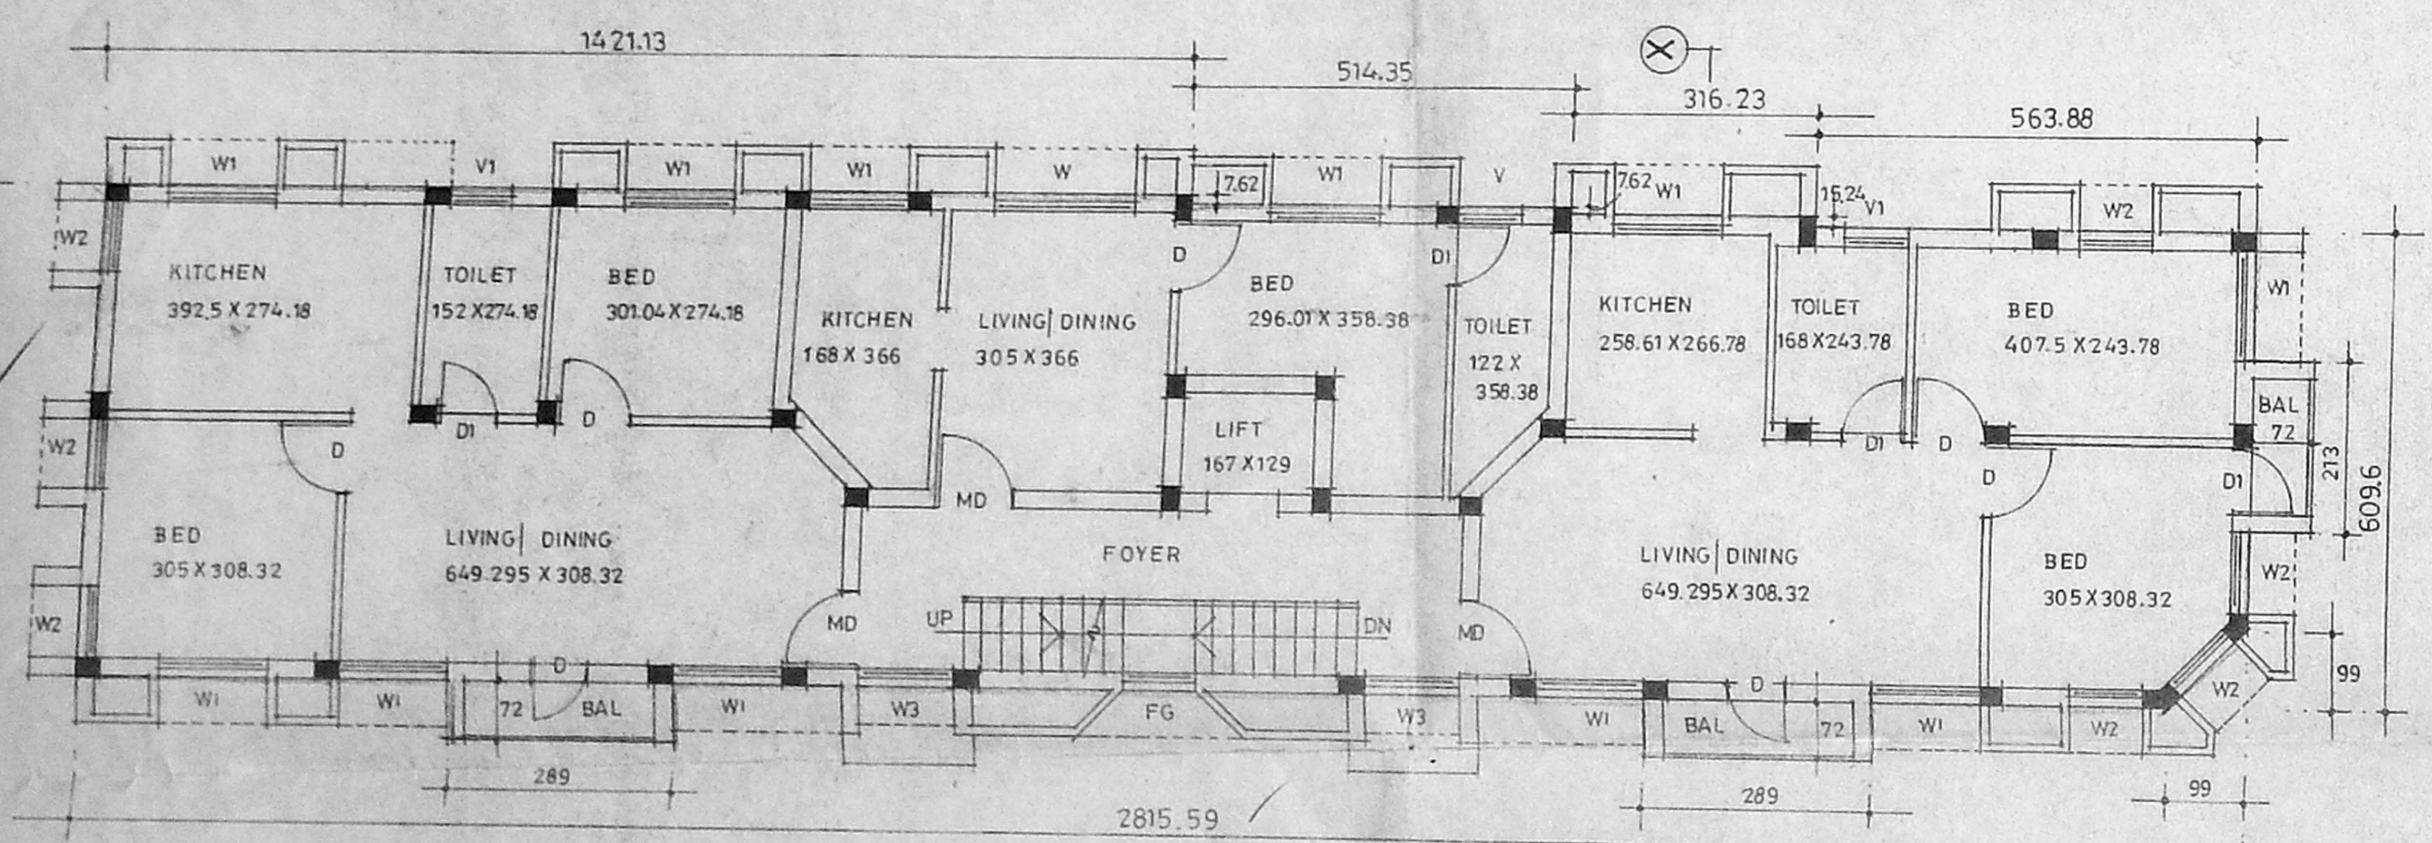 1421.13
514.35
X
316.23
563.88
W1
V1
W1
W1
W
7.62
W1
V
7.62
W1
15.24
V1
W2
W2
KITCHEN
392.5 X 274.18
TOILET
152 X 274.18
BED
301.04 X 274.18
KITCHEN
168 X 366
LIVING| DINING
305 X 366
D
BED
296.01 X 358.38
D1
TOILET
122 X
358.38
KITCHEN
258.61 X 266.78
TOILET
168 X 243.78
BED
407.5 X 243.78
W1
BAL
72
213
609.6
W2
D
D1
D
LIFT
167 X 129
MD
D1
D
D
D1
BED
305 X 308.32
LIVING| DINING
649.295 X 308.32
FOYER
LIVING| DINING
649.295 X 308.32
BED
305 X 308.32
W2
W2
MD
UP
DN
MD
99
W1
W1
D
72
BAL
W1
W3
FG
W3
W1
D
BAL
72
W1
W2
W2
289
289
99
2815.59